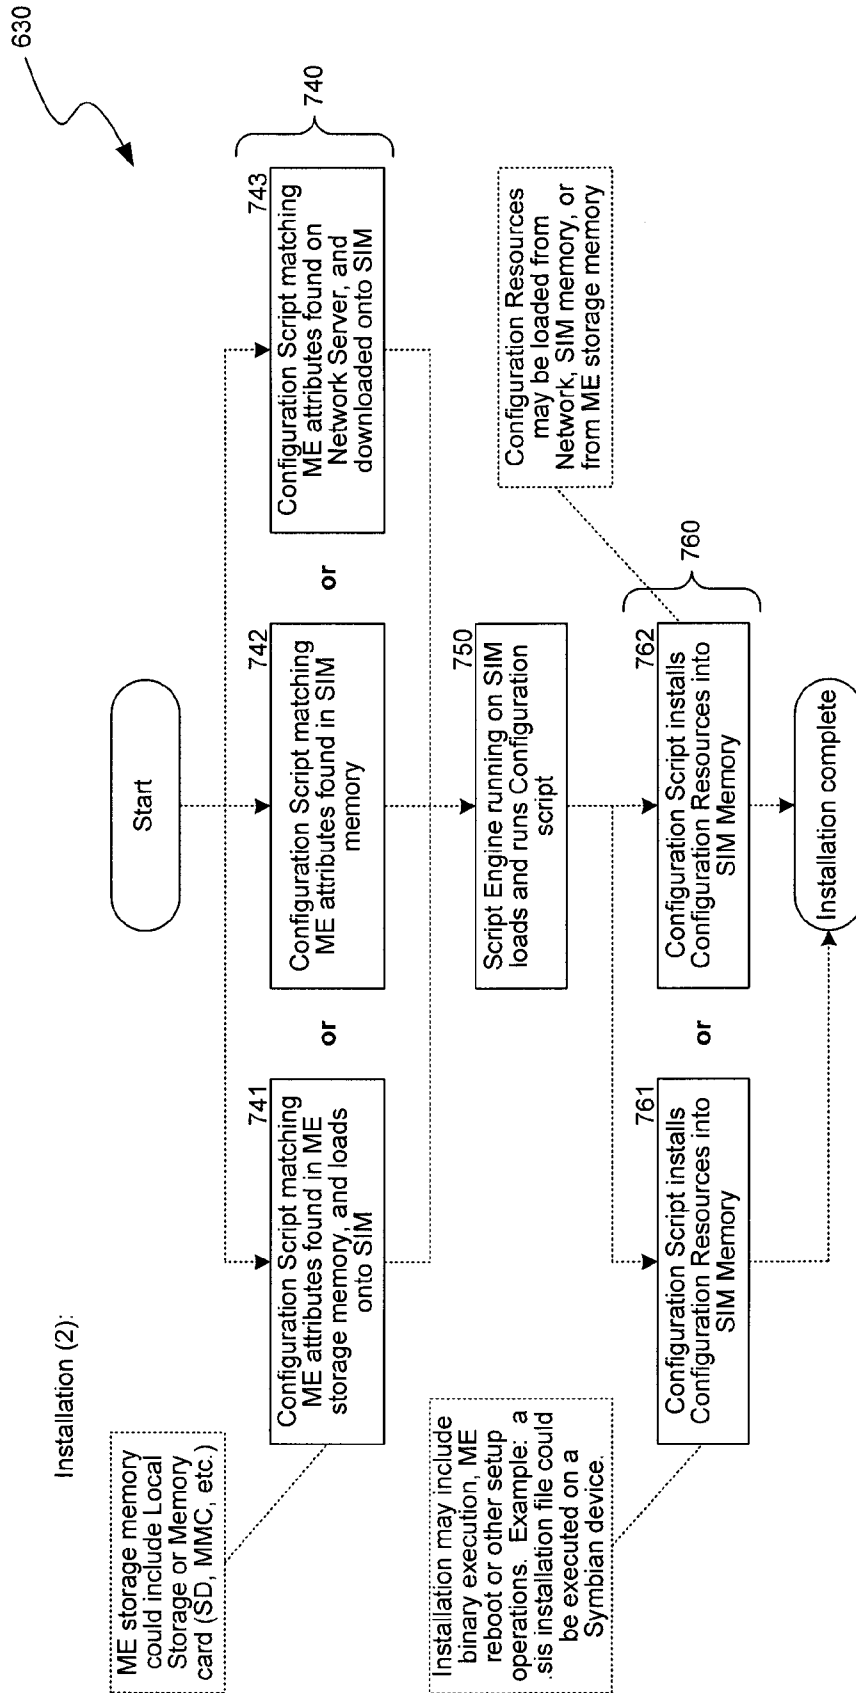 630
Installation (2):
Start
ME storage memory
could include Local
Storage or Memory
card (SD, MMC, etc.)
741
Configuration Script matching
ME attributes found in ME
storage memory, and loads
onto SIM
or
742
Configuration Script matching
ME attributes found in SIM
memory
or
743
Configuration Script matching
ME attributes found on
Network Server, and
downloaded onto SIM
740
750
Script Engine running on SIM
loads and runs Configuration
script
Configuration Resources
may be loaded from
Network, SIM memory, or
from ME storage memory
Installation may include
binary execution, ME
reboot or other setup
operations. Example: a
.sis installation file could
be executed on a
Symbian device.
761
Configuration Script installs
Configuration Resources into
SIM Memory
or
762
Configuration Script installs
Configuration Resources into
SIM Memory
760
Installation complete